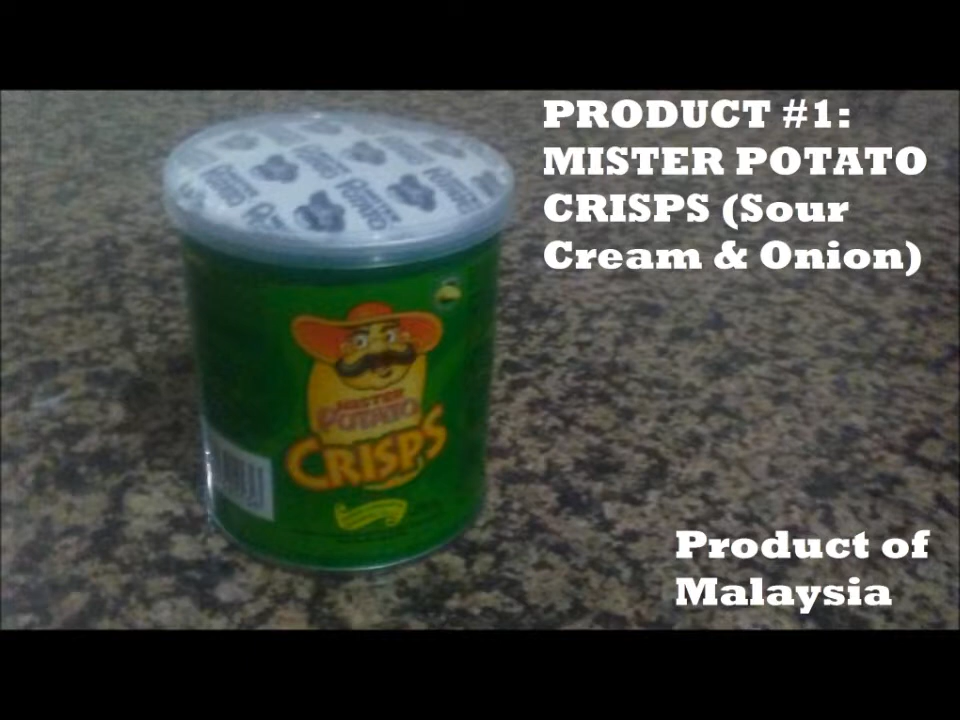 PRODUCT #1:
MISTER POTATO
CRISPS (Sour
Cream & Onion)
MISTER
POTATO
CRISPS
Product of
Malaysia